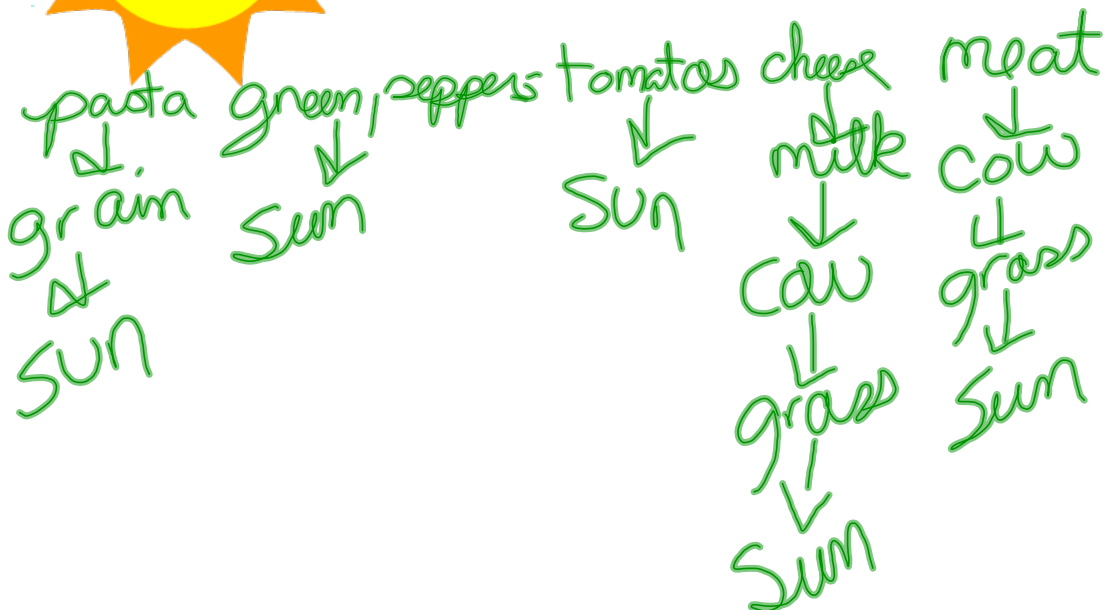 pasta green, peppers tomatos cheese meat
grain sun sun milk cow
sun cow grass
grass sun
sun